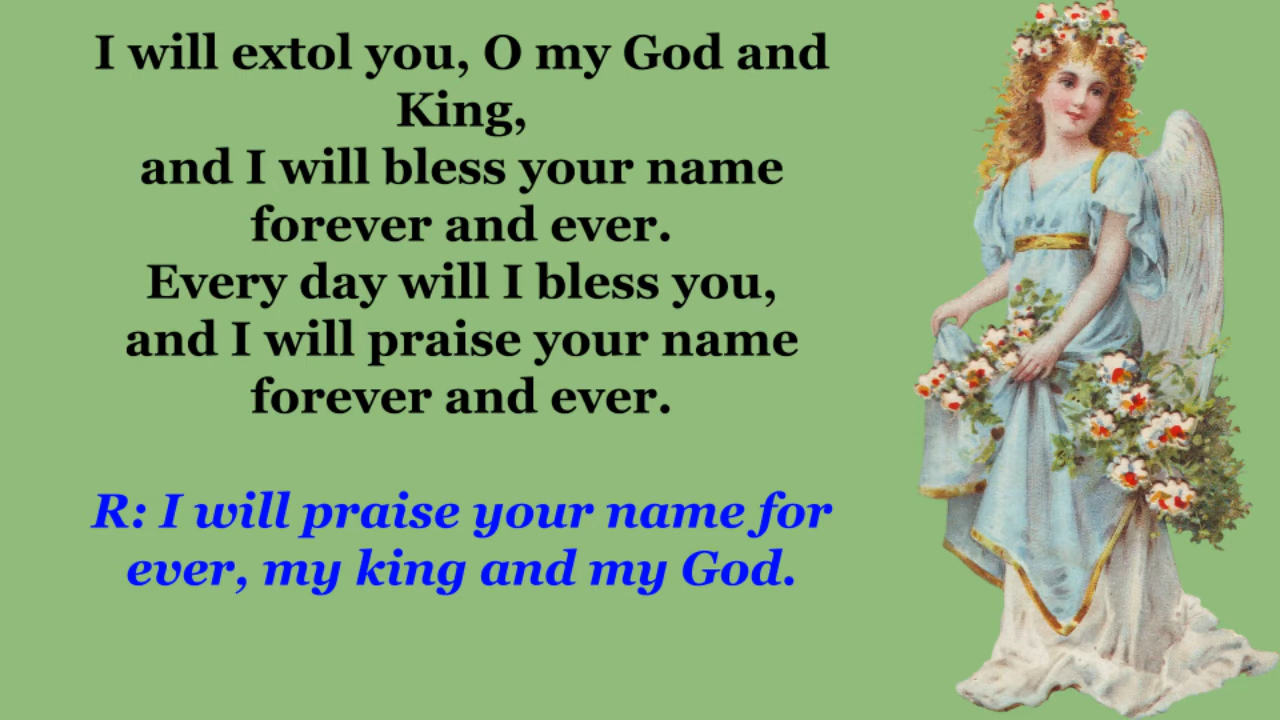 I will extol you, O my God and
King,
and I will bless your name
forever and ever.
Every day will I bless you,
and I will praise your name
forever and ever.
R: I will praise your name for
ever, my king and my God.